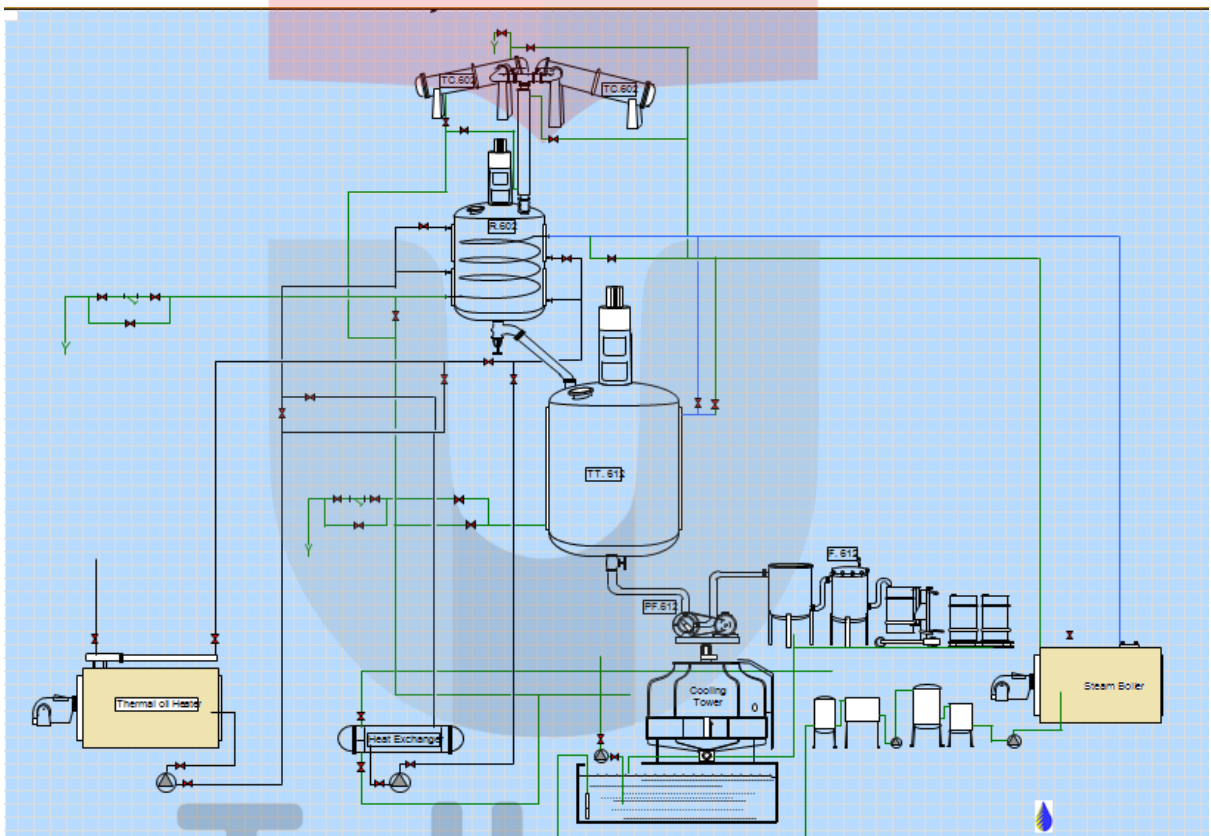 TC.602
TC.602
R.602
TT. 612
F. 612
PF.612
Cooling
Tower
Steam Boiler
Thermal oil Heater
Heat Exchanger